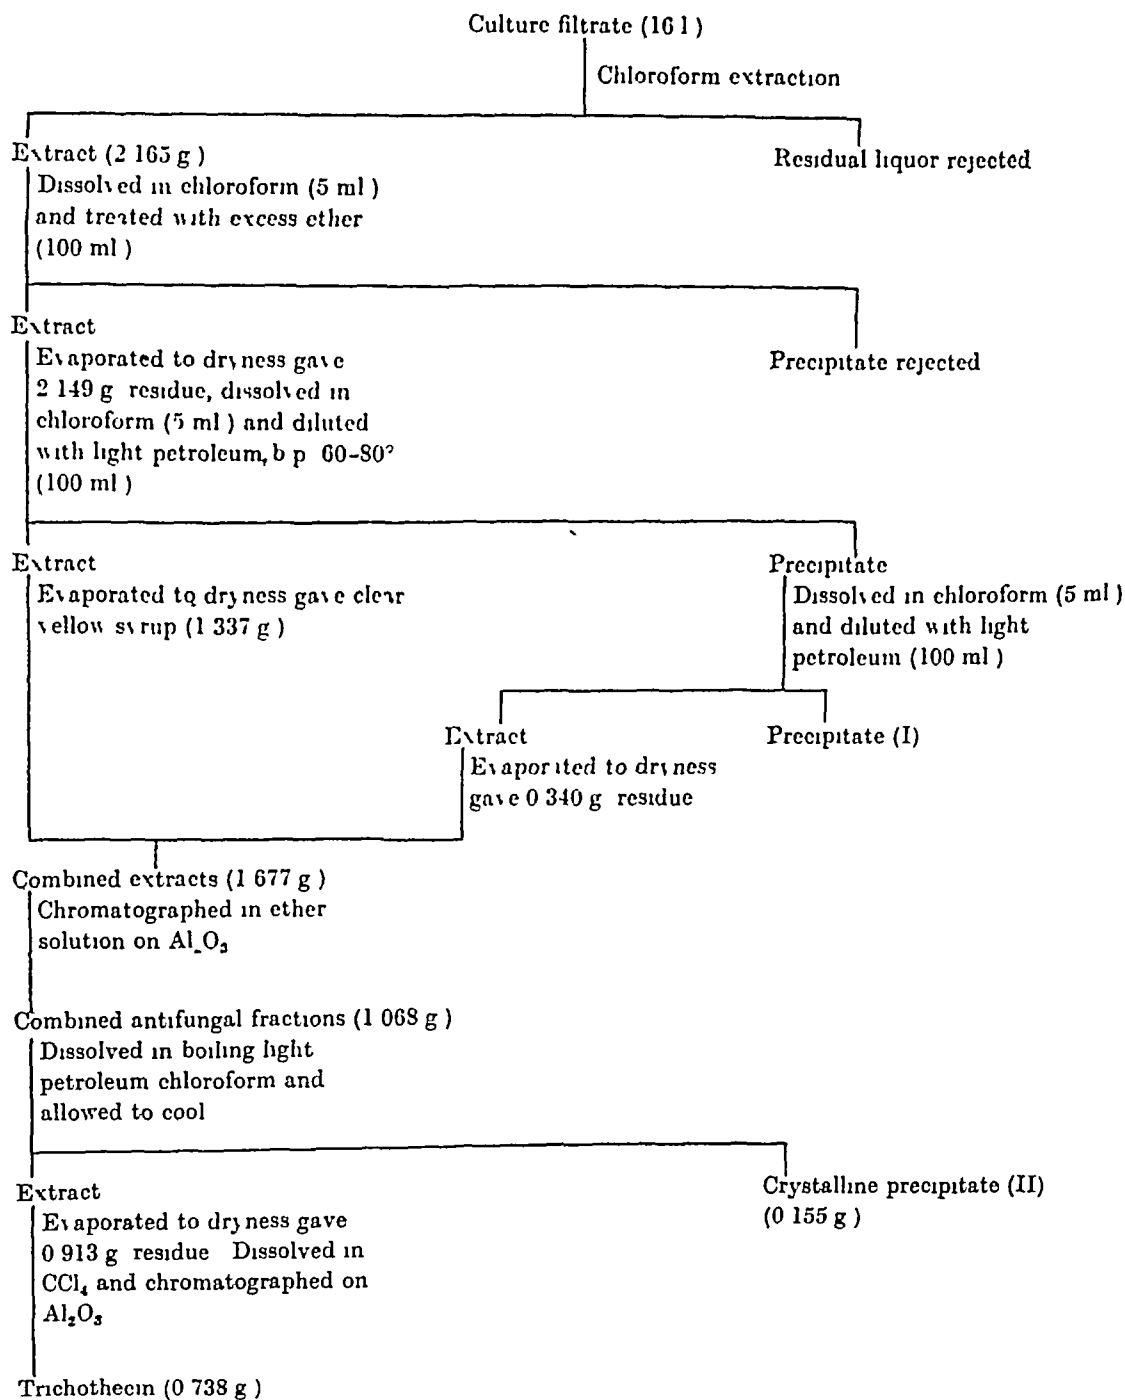 Culture filtrate (16 l )
Chloroform extraction
Extract (2 165 g )
Dissolved in chloroform (5 ml )
and treated with excess ether
(100 ml )
Residual liquor rejected
Extract
Evaporated to dryness gave
2 149 g residue, dissolved in
chloroform (5 ml ) and diluted
with light petroleum, b p 60-80°
(100 ml )
Precipitate rejected
Extract
Evaporated to dryness gave clear
yellow syrup (1 337 g )
Precipitate
Dissolved in chloroform (5 ml )
and diluted with light
petroleum (100 ml )
Extract
Evaporated to dryness
gave 0 340 g residue
Precipitate (I)
Combined extracts (1 677 g )
Chromatographed in ether
solution on Al₂O₃
Combined antifungal fractions (1 068 g )
Dissolved in boiling light
petroleum chloroform and
allowed to cool
Extract
Evaporated to dryness gave
0 913 g residue Dissolved in
CCl₄ and chromatographed on
Al₂O₃
Crystalline precipitate (II)
(0 155 g )
Trichothecin (0 738 g )